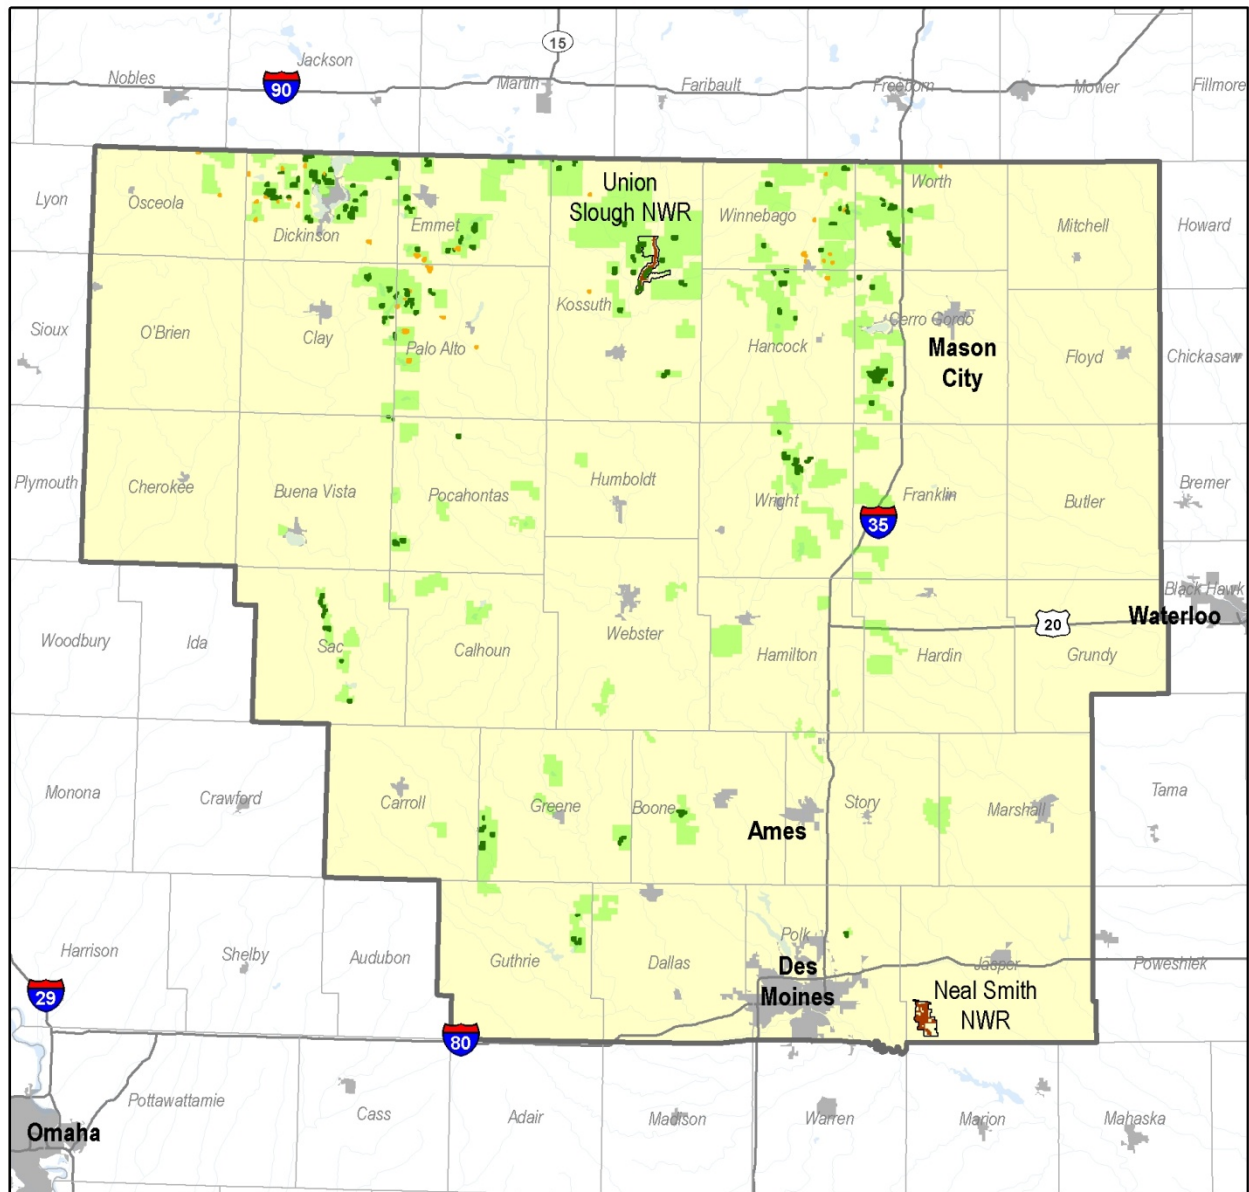 15
Jackson
Nobles
90
Martin
Faribault
Freeborn
Mower
Fillmore
Union
Slough NWR
Worth
Lyon
Osceola
Dickinson
Emmet
Winnebago
Mitchell
Howard
Sioux
O'Brien
Clay
Palo Alto
Kossuth
Hancock
Cerro Gordo
Mason
City
Floyd
Chickasaw
Plymouth
Cherokee
Buena Vista
Pocahontas
Humboldt
Wright
35
Franklin
Butler
Bremer
Black Hawk
Waterloo
20
Woodbury
Ida
Sac
Calhoun
Webster
Hamilton
Hardin
Grundy
Monona
Crawford
Carroll
Greene
Boone
Ames
Story
Marshall
Tama
Harrison
Shelby
Audubon
Guthrie
Dallas
Polk
Des
Moines
Jasper
Poweshiek
29
80
Neal Smith
NWR
Pottawattamie
Omaha
Cass
Adair
Madison
Warren
Marion
Mahaska